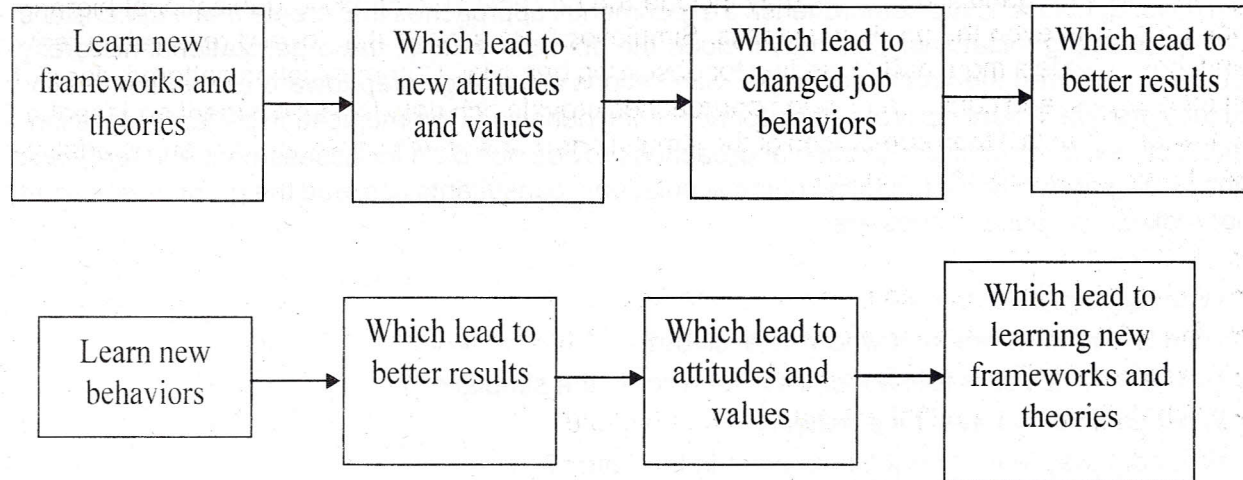 Learn new
frameworks and
theories
Which lead to
new attitudes
and values
Which lead to
changed job
behaviors
Which lead to
better results
Learn new
behaviors
Which lead to
better results
Which lead to
attitudes and
values
Which lead to
learning new
frameworks and
theories